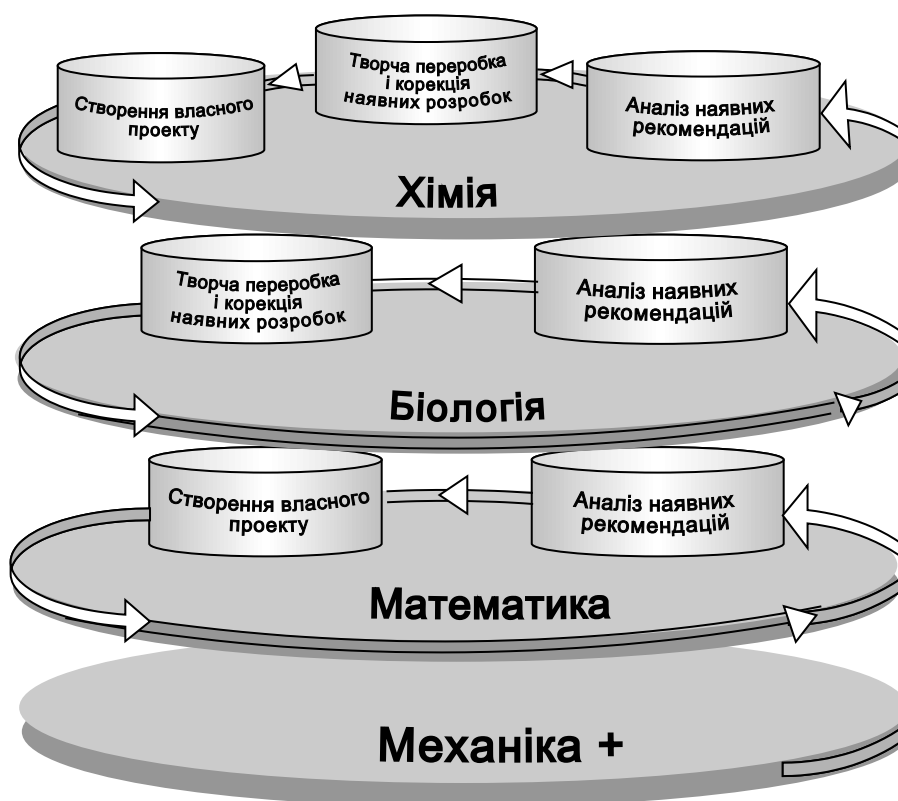 Створення власного
проекту
Творча переробка
і корекція
наявних розробок
Аналіз наявних
рекомендацій
Хімія
Творча переробка
і корекція
наявних розробок
Аналіз наявних
рекомендацій
Біологія
Створення власного
проекту
Аналіз наявних
рекомендацій
Математика
Механіка +